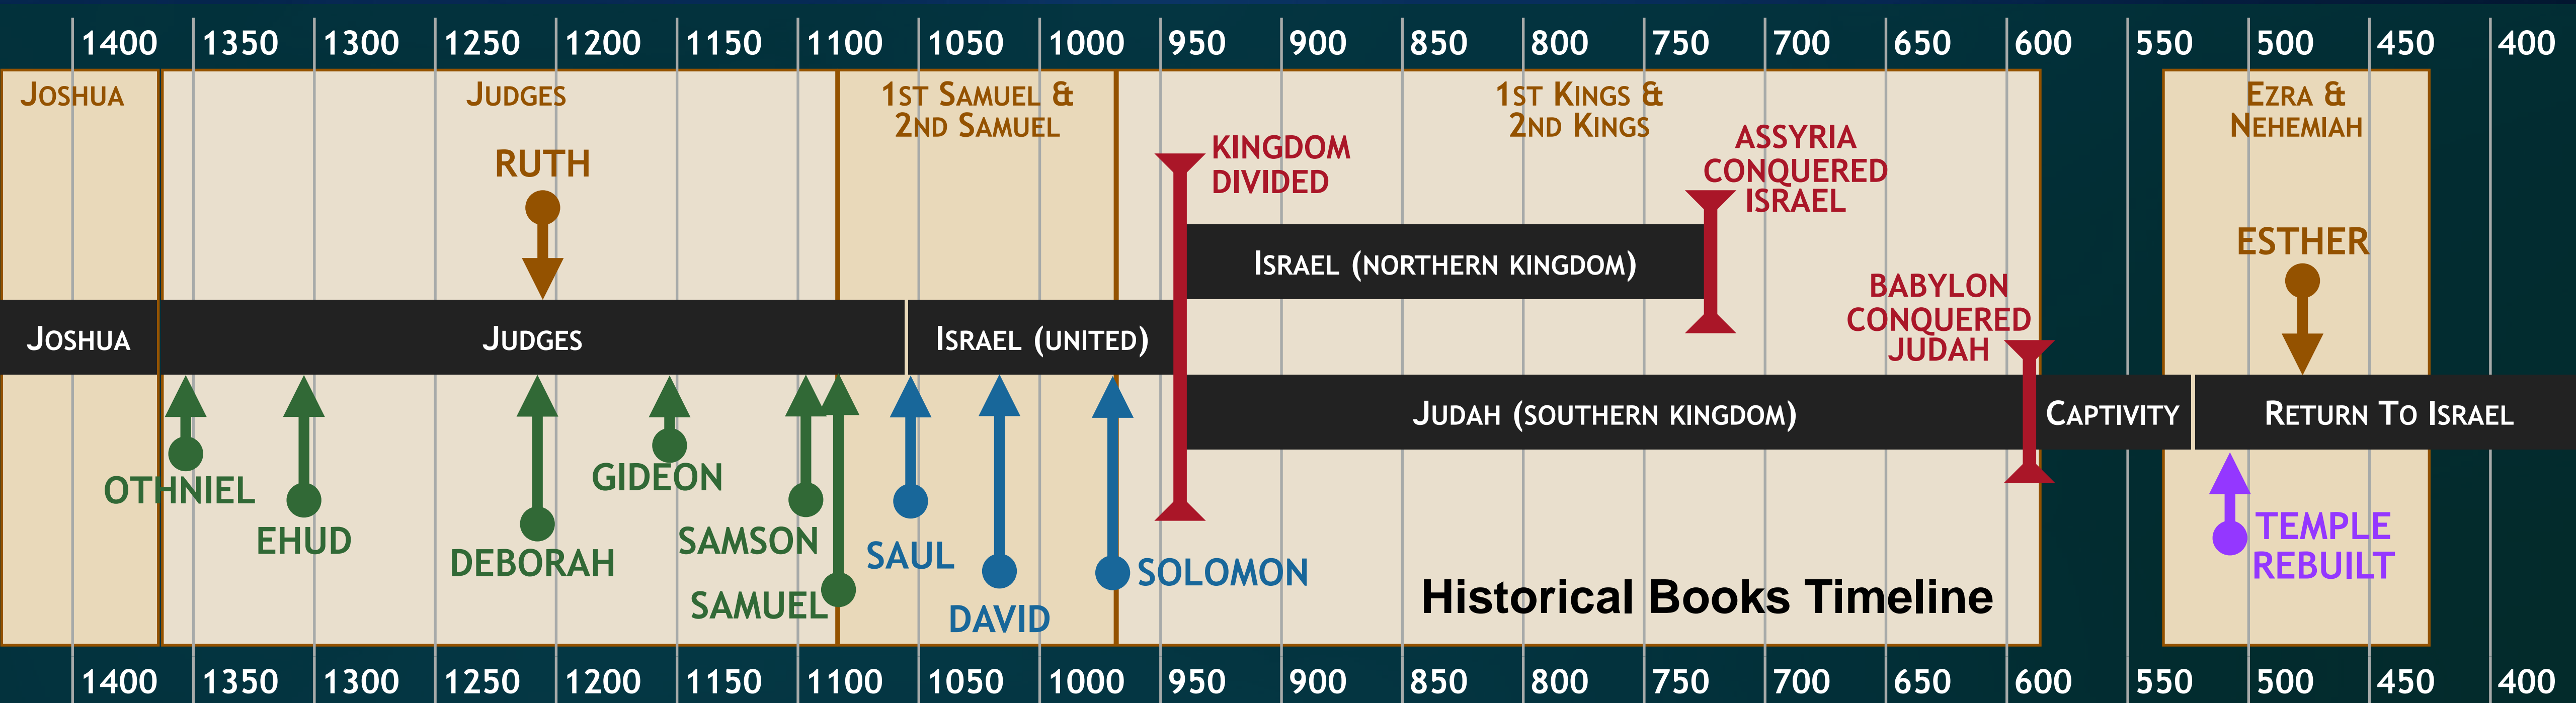 1400 1350 1300 1250 1200 1150 1100 1050 1000 950 900 850 800 750 700 650 600 550 500 450 400
JOSHUA
JUDGES
1ST SAMUEL &
2ND SAMUEL
1ST KINGS &
2ND KINGS
EZRA &
NEHEMIAH
RUTH
KINGDOM
DIVIDED
ASSYRIA
CONQUERED
ISRAEL
ESTHER
ISRAEL (NORTHERN KINGDOM)
BABYLON
CONQUERED
JUDAH
JOSHUA
JUDGES
ISRAEL (UNITED)
JUDAH (SOUTHERN KINGDOM)
CAPTIVITY
RETURN TO ISRAEL
OTHNIEL
EHUD
DEBORAH
GIDEON
SAMSON
SAMUEL
SAUL
DAVID
SOLOMON
TEMPLE
REBUILT
Historical Books Timeline
1400 1350 1300 1250 1200 1150 1100 1050 1000 950 900 850 800 750 700 650 600 550 500 450 400